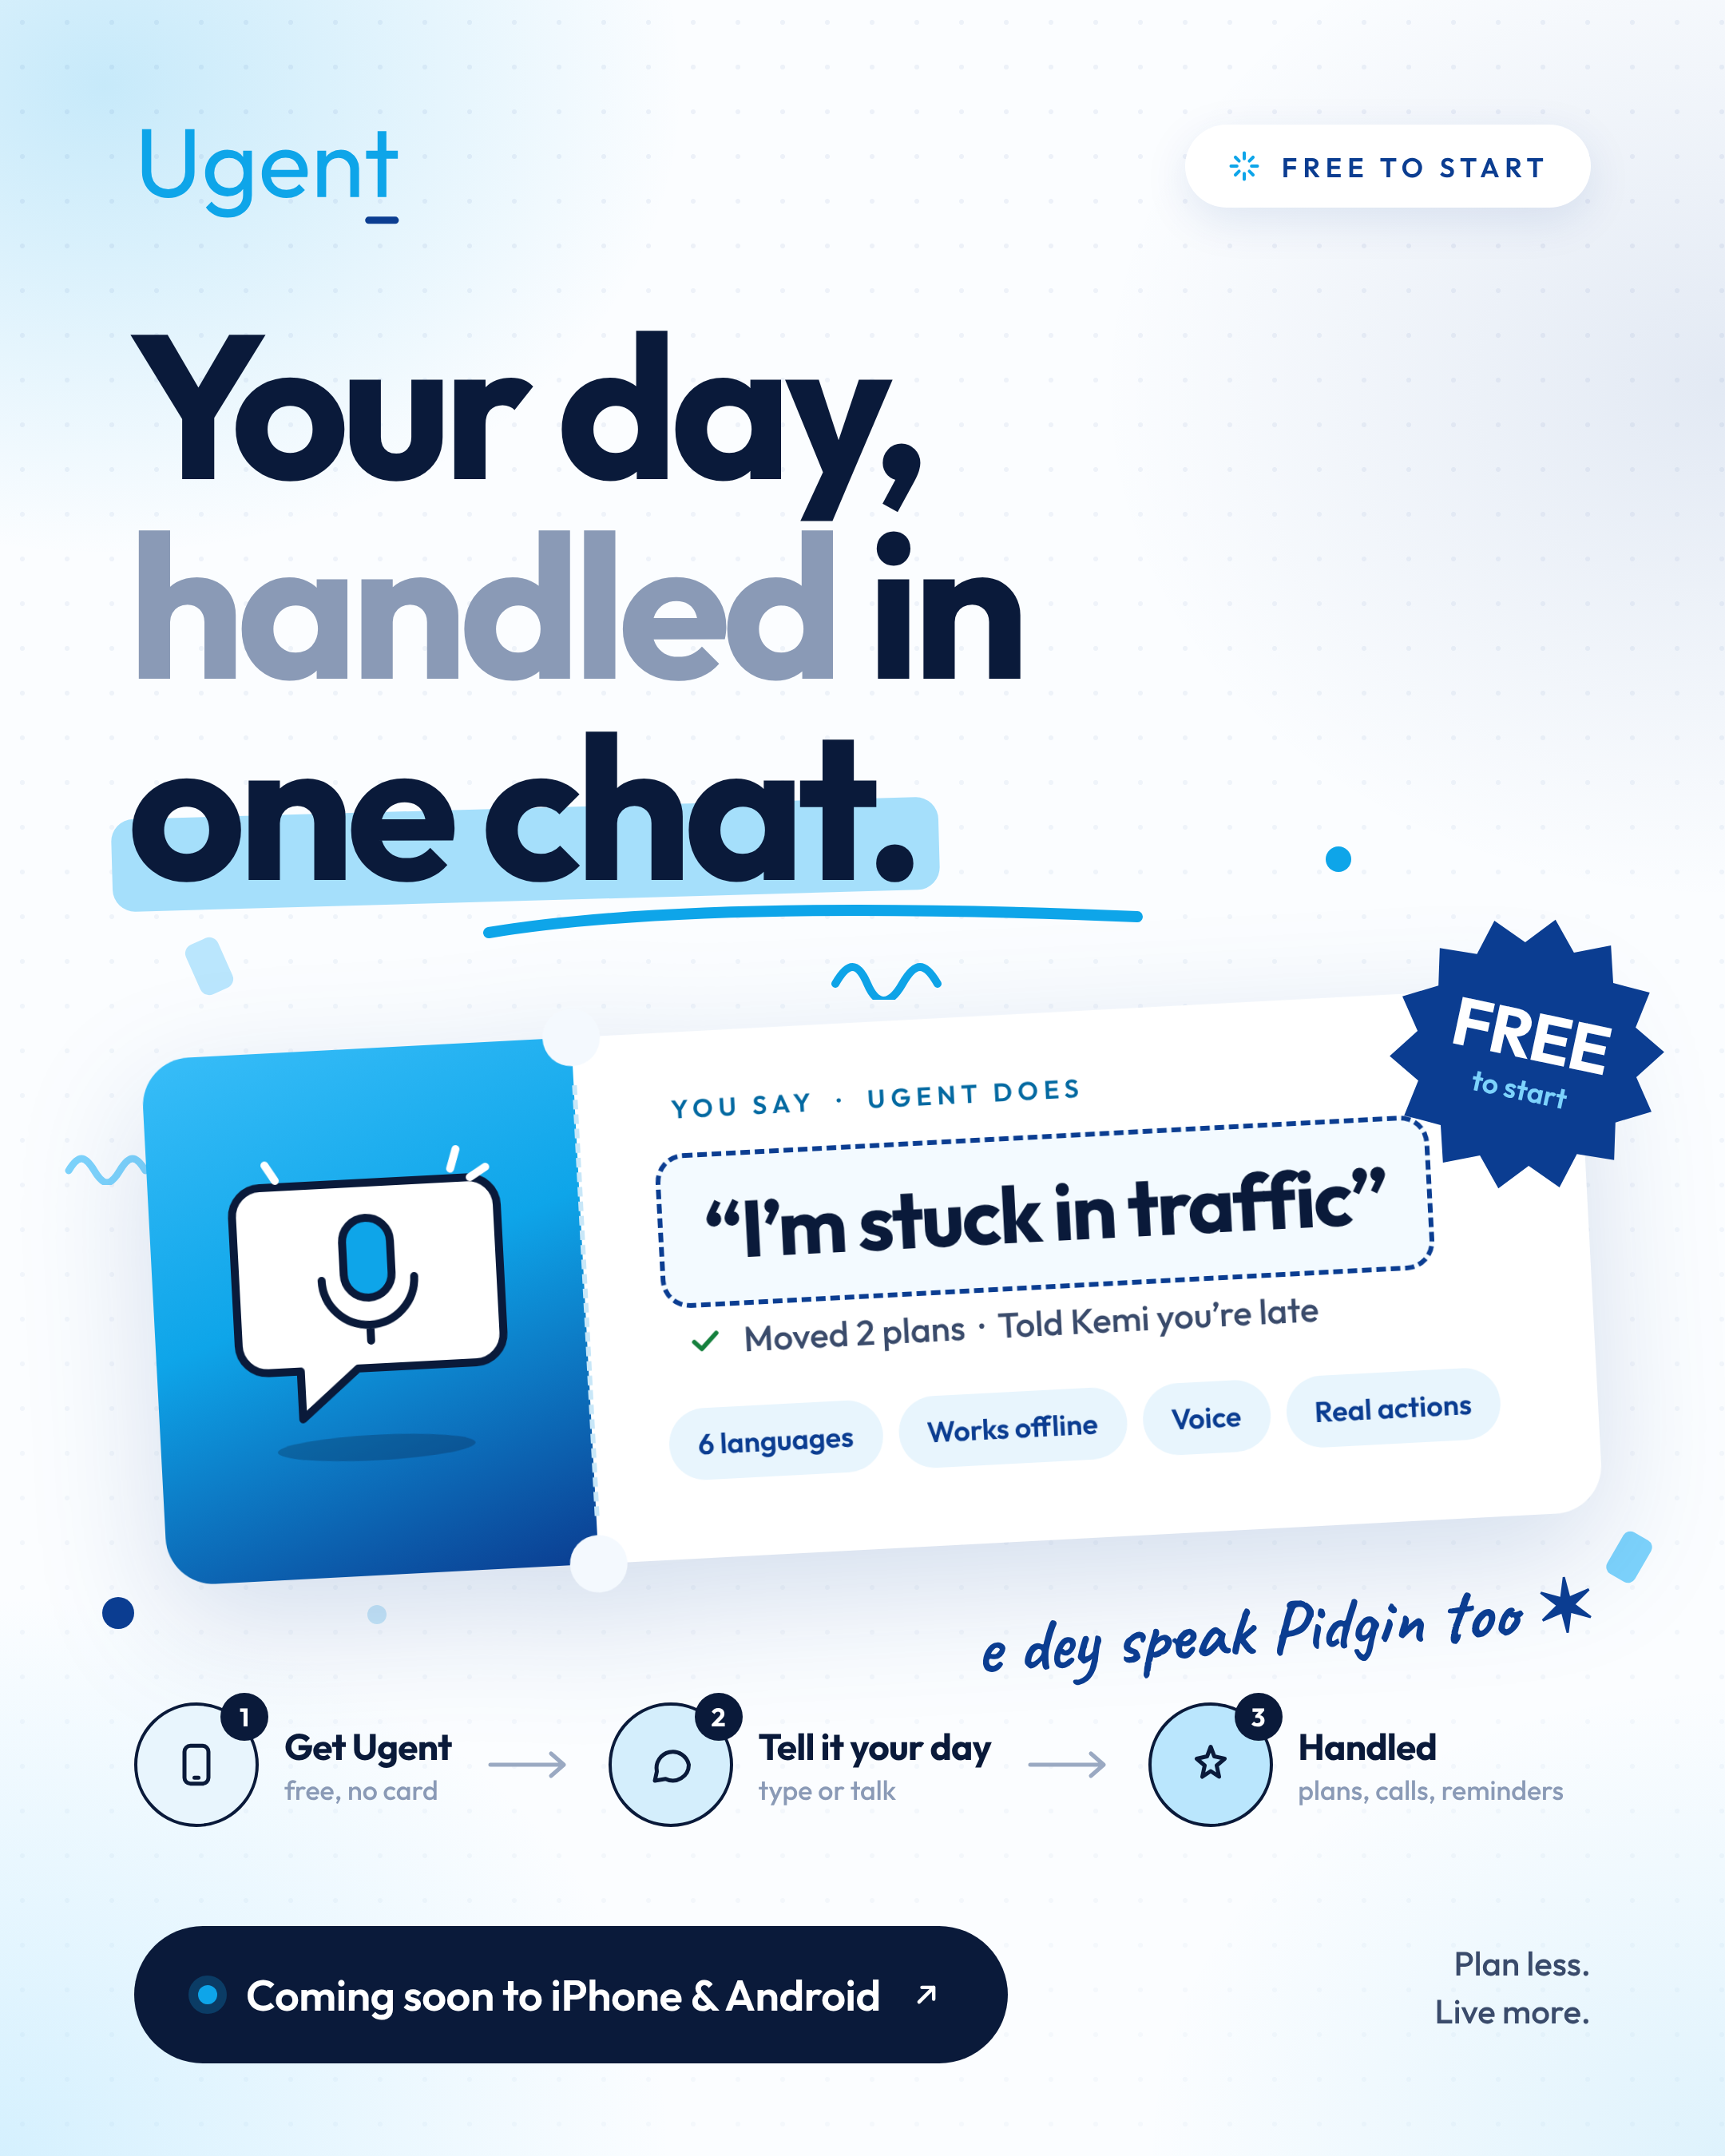 Ugent
FREE TO START
Your day,
handled in
one chat.
FREE
to start
YOU SAY · UGENT DOES
“I’m stuck in traffic”
Moved 2 plans · Told Kemi you’re late
6 languages
Works offline
Voice
Real actions
e dey speak Pidgin too
1
Get Ugent
free, no card
2
Tell it your day
type or talk
3
Handled
plans, calls, reminders
Coming soon to iPhone & Android
Plan less.
Live more.